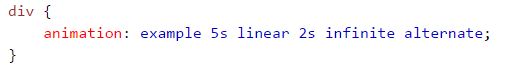 div {
    animation: example 5s linear 2s infinite alternate;
}